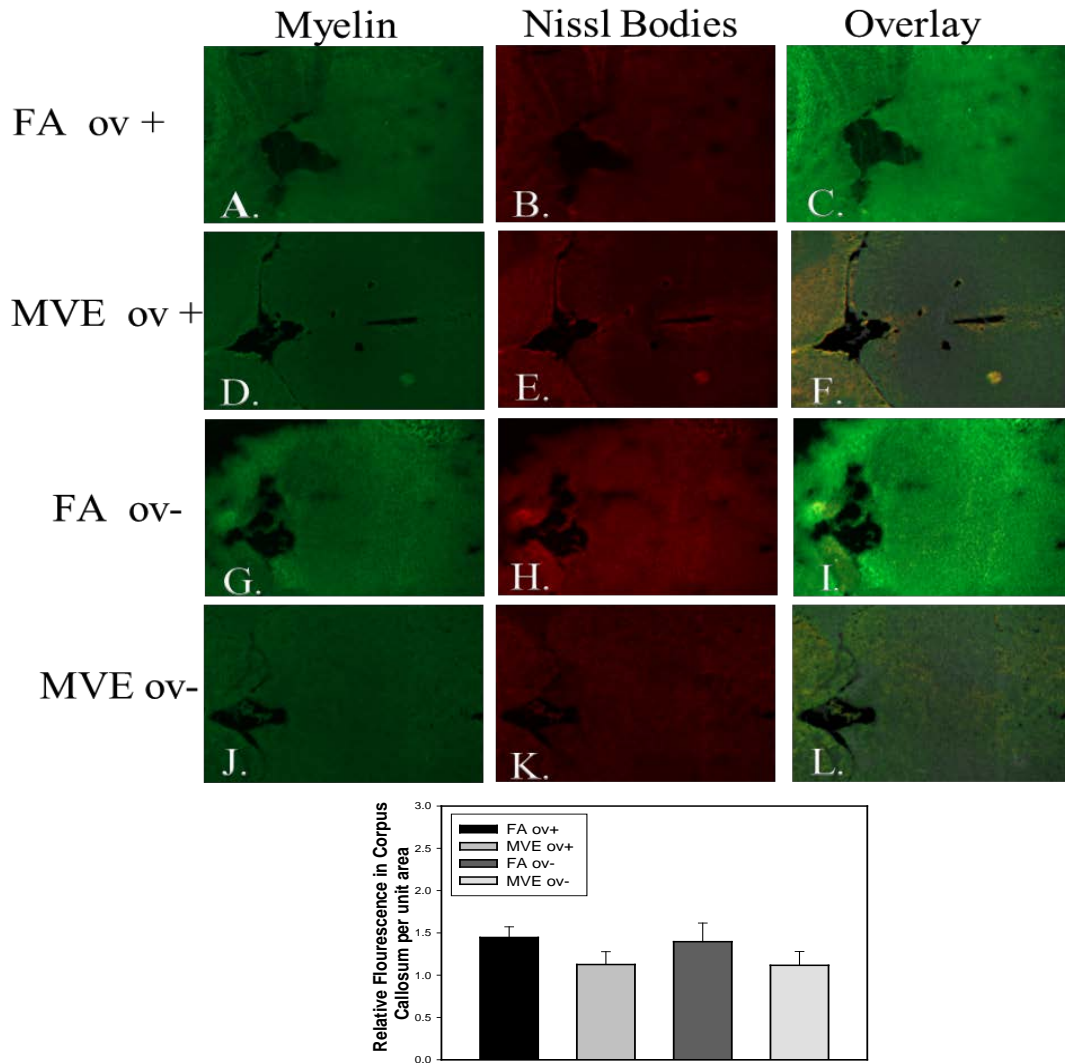 Myelin Nissl Bodies Overlay
FA ov +
A. B. C.
MVE ov +
D. E. F.
FA ov-
G. H. I.
MVE ov-
J. K. L.
Relative Flourescence in Corpus
Callosum per unit area
3.0
2.5
2.0
1.5
1.0
0.5
0.0
FA ov+
MVE ov+
FA ov-
MVE ov-